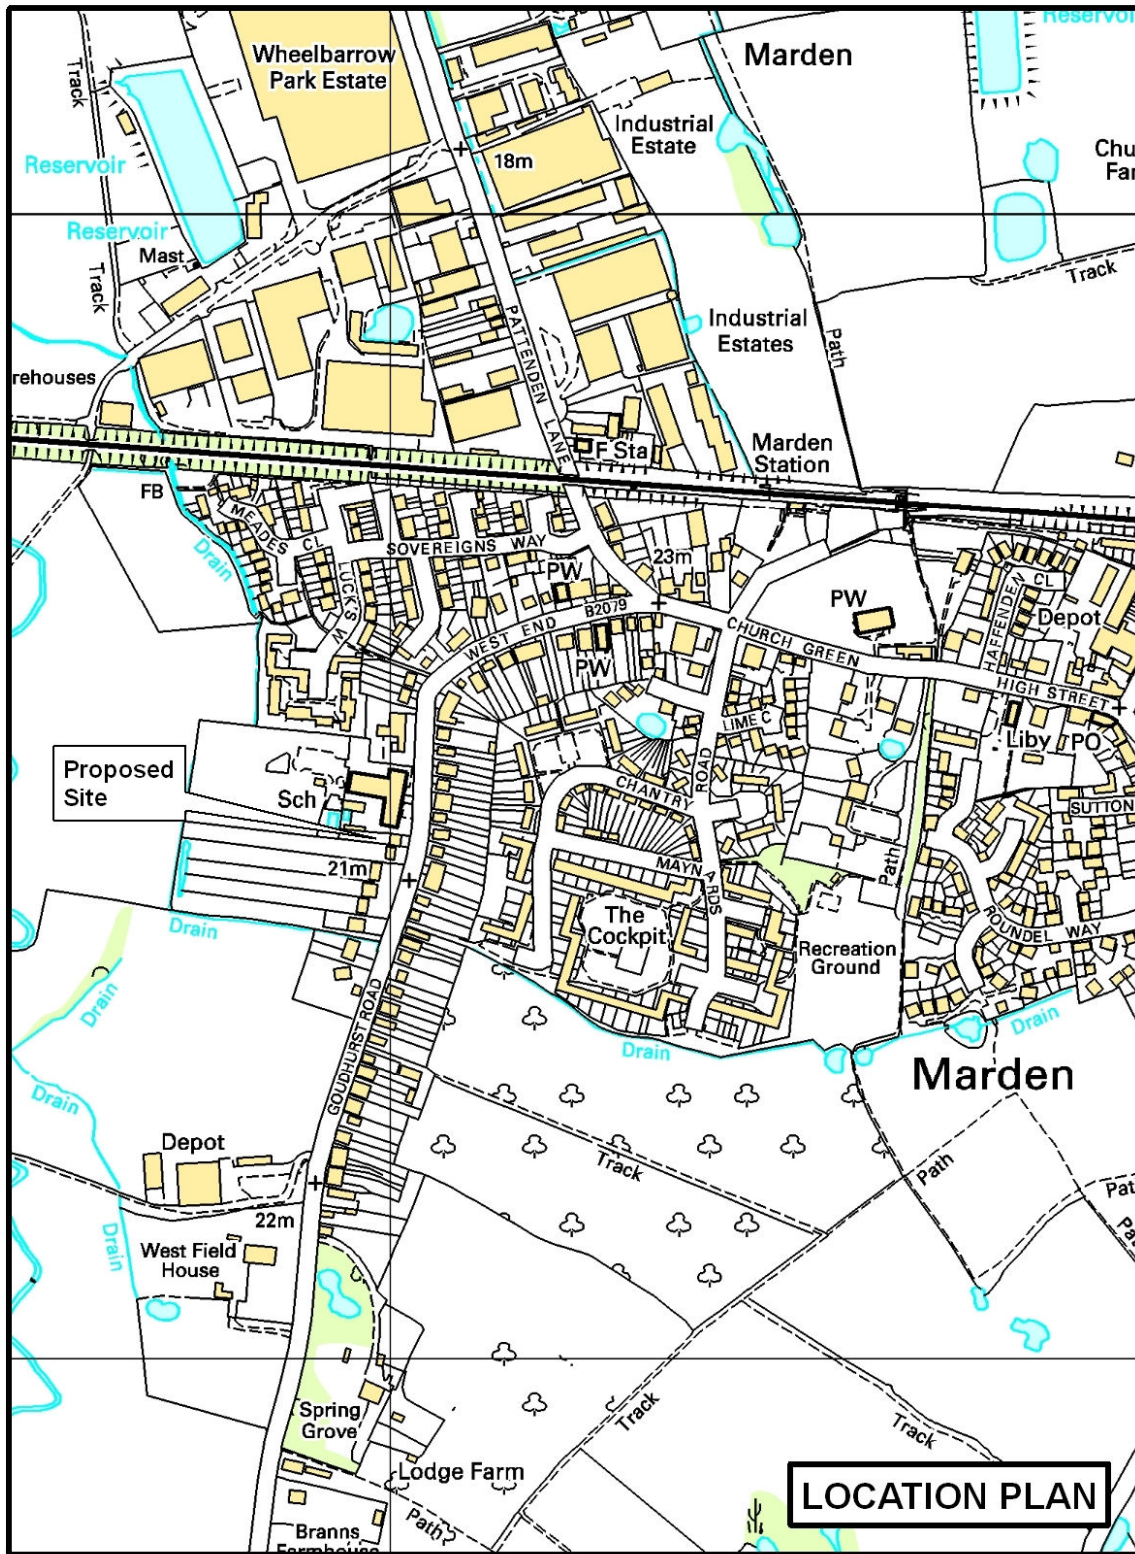 Reservoir
Wheelbarrow
Park Estate
Marden
Track
Industrial
Estate
18m
Reservoir
Reservoir
Mast
Track
Track
PATTENDEN LANE
Industrial
Estates
Path
rehouses
F Sta
Marden
Station
FB
MEADES CL
SOVEREIGNS WAY
Drain
LUCK'S W
PW
23m
B2079
WEST END
PW
CHURCH GREEN
PW
HAFFENDEN
CL
Depot
HIGH STREET
LIME C
Liby
PO
ROAD
CHANTRY
SUTTON
Proposed
Site
Sch
21m
MAYNARDS
Path
The
Cockpit
Recreation
Ground
ROUNDEL WAY
Drain
Drain
Drain
Drain
GOUDHURST ROAD
Marden
Drain
Depot
Track
Path
22m
Drain
West Field
House
Spring
Grove
Track
Track
Lodge Farm
Path
LOCATION PLAN
Branns
Farmhouse